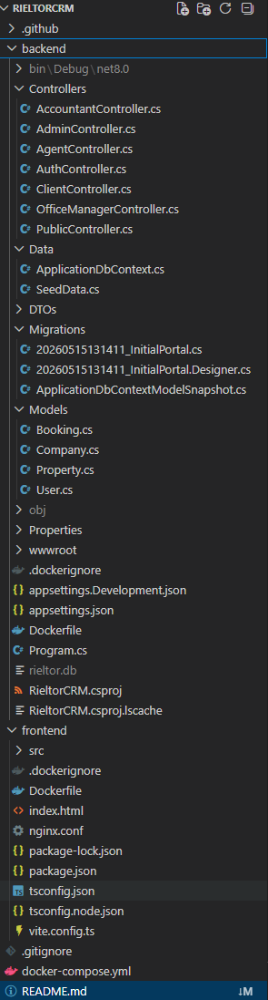 RIELTORCRM
.github
backend
bin\Debug\net8.0
Controllers
AccountantController.cs
AdminController.cs
AgentController.cs
AuthController.cs
ClientController.cs
OfficeManagerController.cs
PublicController.cs
Data
ApplicationDbContext.cs
SeedData.cs
DTOs
Migrations
20260515131411_InitialPortal.cs
20260515131411_InitialPortal.Designer.cs
ApplicationDbContextModelSnapshot.cs
Models
Booking.cs
Company.cs
Property.cs
User.cs
obj
Properties
wwwroot
.dockerignore
appsettings.Development.json
appsettings.json
Dockerfile
Program.cs
rieltor.db
RieltorCRM.csproj
RieltorCRM.csproj.lscache
frontend
src
.dockerignore
Dockerfile
index.html
nginx.conf
package-lock.json
package.json
tsconfig.json
tsconfig.node.json
vite.config.ts
.gitignore
docker-compose.yml
README.md ↓M